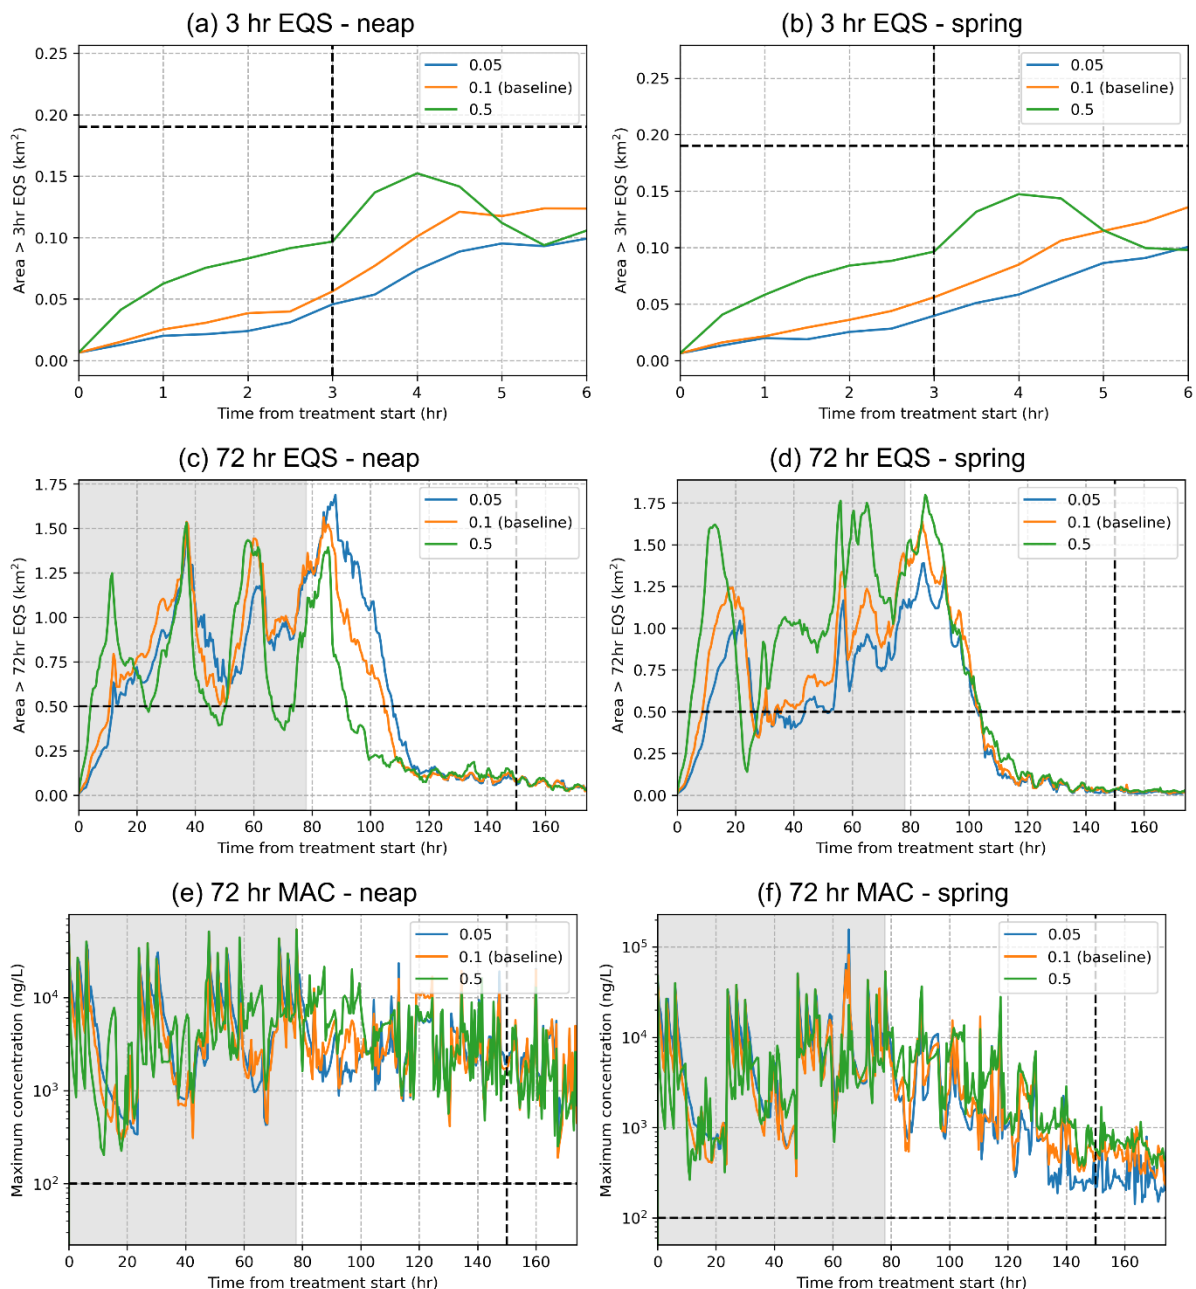 (a) 3 hr EQS - neap
(b) 3 hr EQS - spring
0.25
0.20
0.15
0.10
0.05
0.00
Area > 3hr EQS (km²)
0.05
0.1 (baseline)
0.5
0 1 2 3 4 5 6
Time from treatment start (hr)
0.25
0.20
0.15
0.10
0.05
0.00
Area > 3hr EQS (km²)
0.05
0.1 (baseline)
0.5
0 1 2 3 4 5 6
Time from treatment start (hr)
(c) 72 hr EQS - neap
(d) 72 hr EQS - spring
1.75
1.50
1.25
1.00
0.75
0.50
0.25
0.00
Area > 72hr EQS (km²)
0.05
0.1 (baseline)
0.5
0 20 40 60 80 100 120 140 160
Time from treatment start (hr)
1.75
1.50
1.25
1.00
0.75
0.50
0.25
0.00
Area > 72hr EQS (km²)
0.05
0.1 (baseline)
0.5
0 20 40 60 80 100 120 140 160
Time from treatment start (hr)
(e) 72 hr MAC - neap
(f) 72 hr MAC - spring
10⁴
10³
10²
Maximum concentration (ng/L)
0.05
0.1 (baseline)
0.5
0 20 40 60 80 100 120 140 160
Time from treatment start (hr)
10⁵
10⁴
10³
10²
Maximum concentration (ng/L)
0.05
0.1 (baseline)
0.5
0 20 40 60 80 100 120 140 160
Time from treatment start (hr)